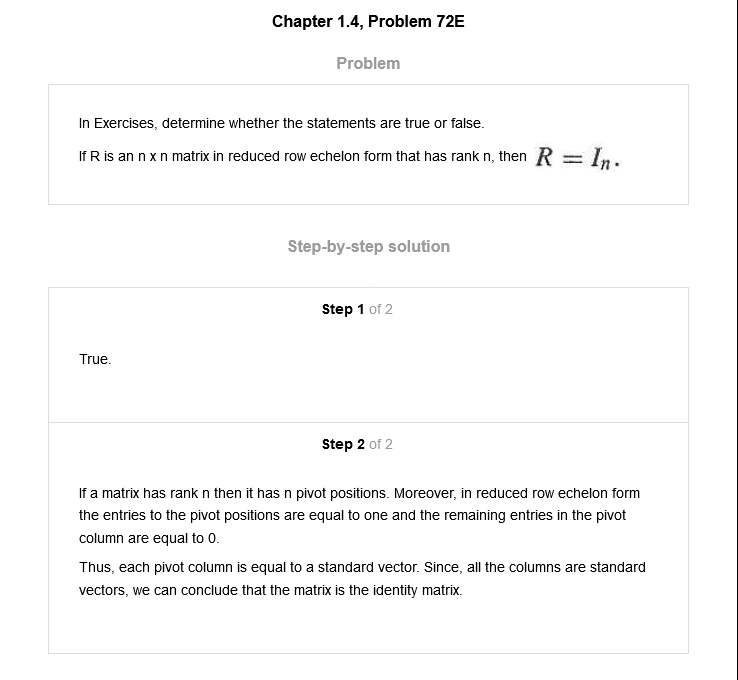 Chapter 1.4, Problem 72E
Problem
In Exercises, determine whether the statements are true or false.
If R is an n x n matrix in reduced row echelon form that has rank n, then R = Iₙ.
Step-by-step solution
Step 1 of 2
True.
Step 2 of 2
If a matrix has rank n then it has n pivot positions. Moreover, in reduced row echelon form
the entries to the pivot positions are equal to one and the remaining entries in the pivot
column are equal to 0.
Thus, each pivot column is equal to a standard vector. Since, all the columns are standard
vectors, we can conclude that the matrix is the identity matrix.